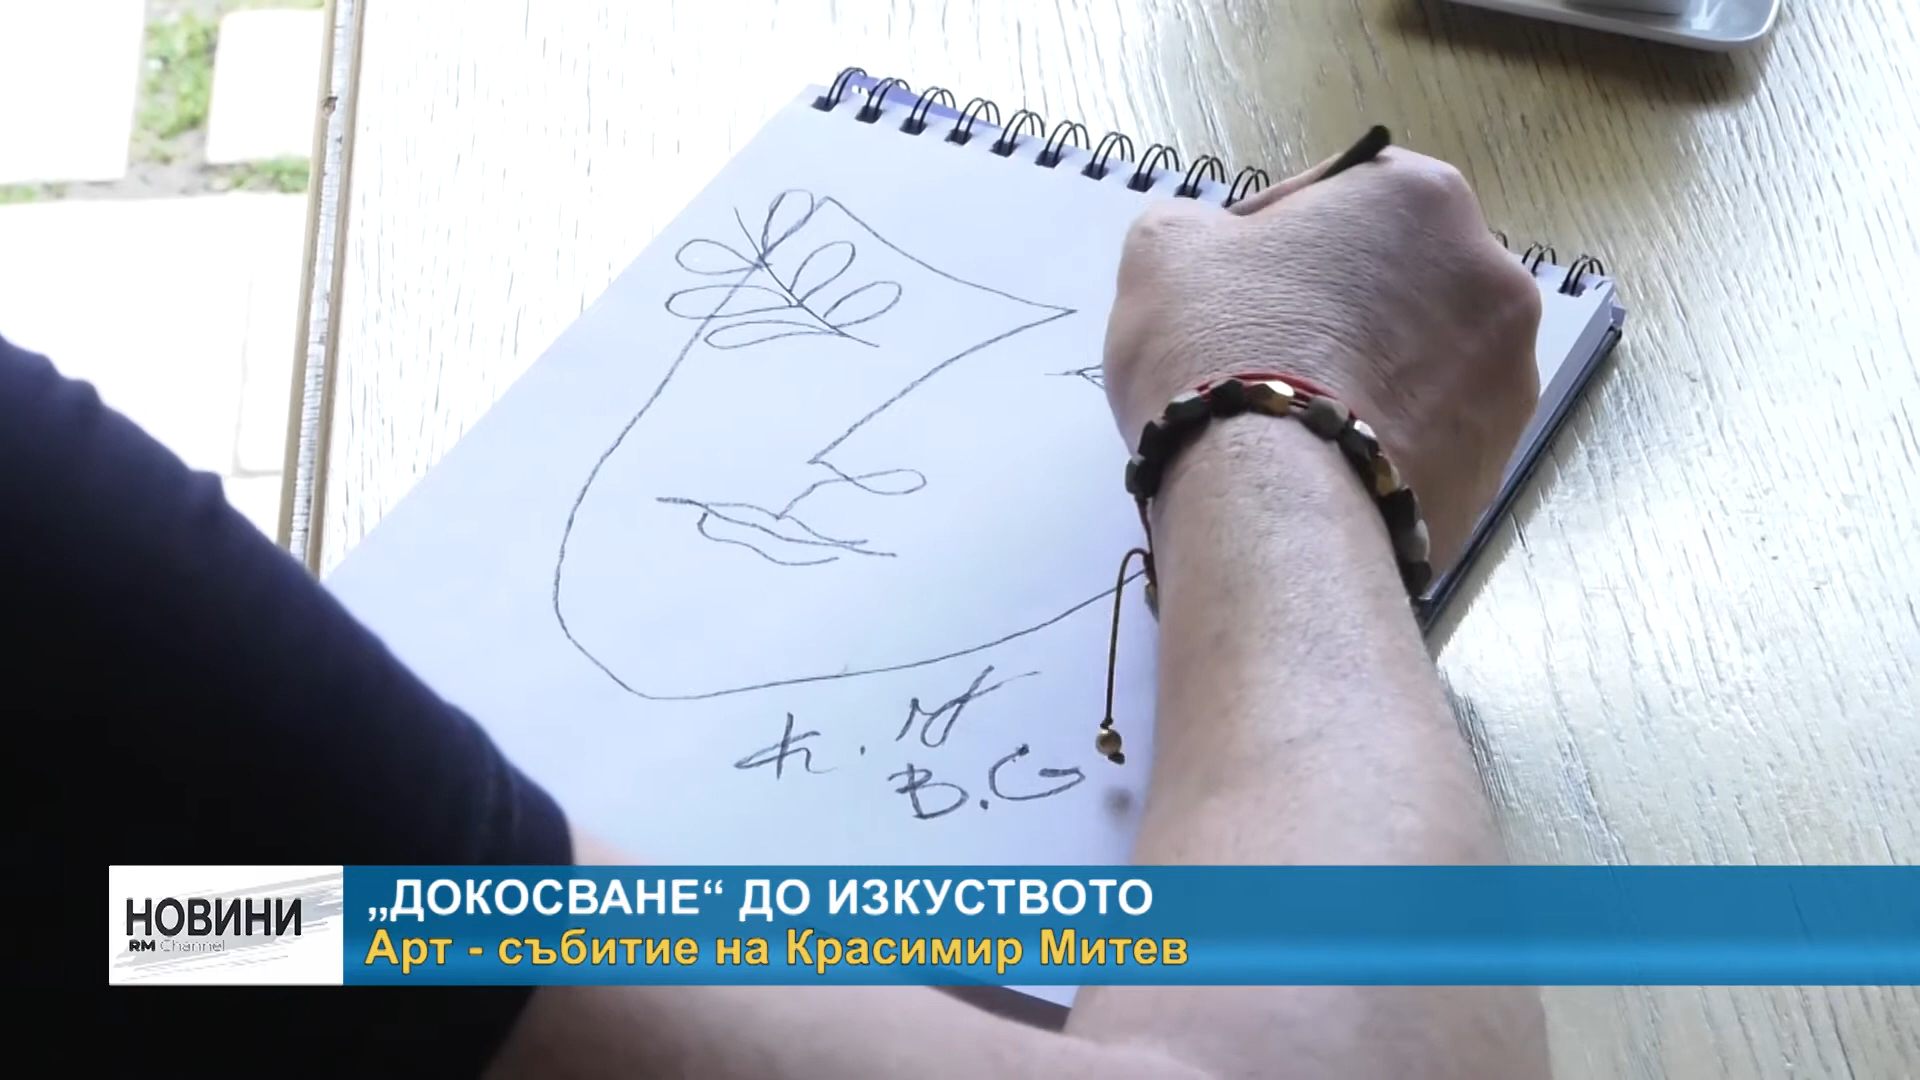 К. М
В.G
„ДОКОСВАНЕ“ ДО ИЗКУСТВОТО
Арт - събитие на Красимир Митев
НОВИНИ
RM Channel